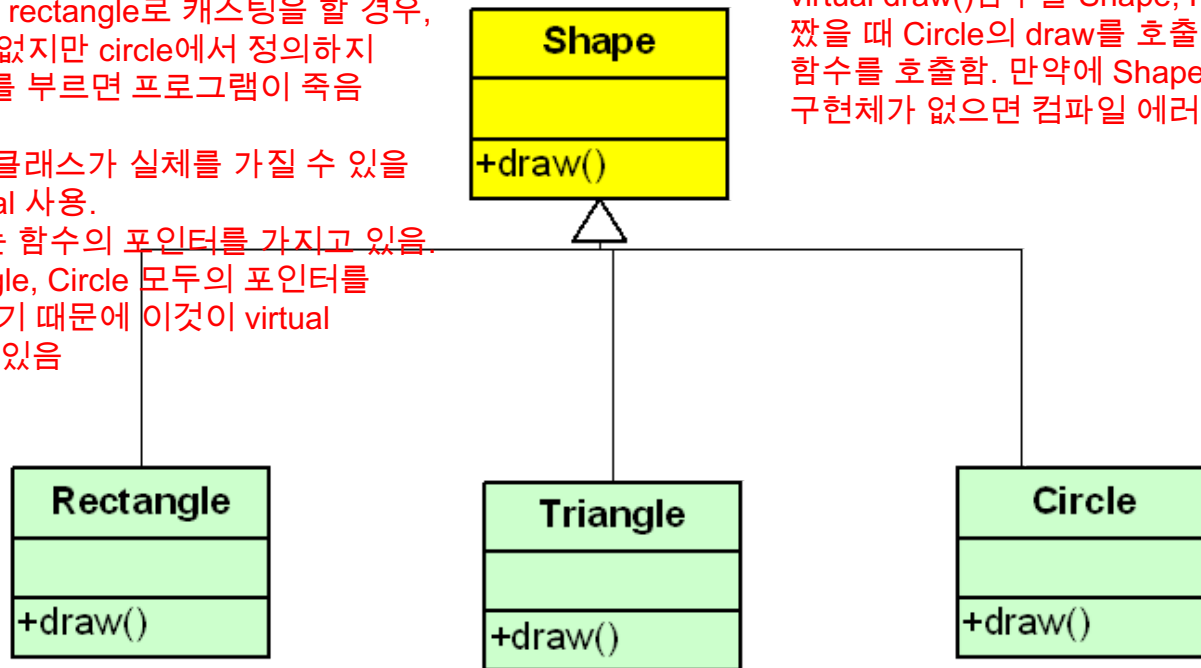 rectangle로 캐스팅을 할 경우,
없지만 circle에서 정의하지
를 부르면 프로그램이 죽음
클래스가 실체를 가질 수 있을
al 사용.
는 함수의 포인터를 가지고 있음.
gle, Circle 모두의 포인터를
기 때문에 이것이 virtual
있음
virtual draw()함수를 Shape,
짰을 때 Circle의 draw를 호출
함수를 호출함. 만약에 Shape
구현체가 없으면 컴파일 에러
Shape
+draw()
Rectangle
+draw()
Triangle
+draw()
Circle
+draw()